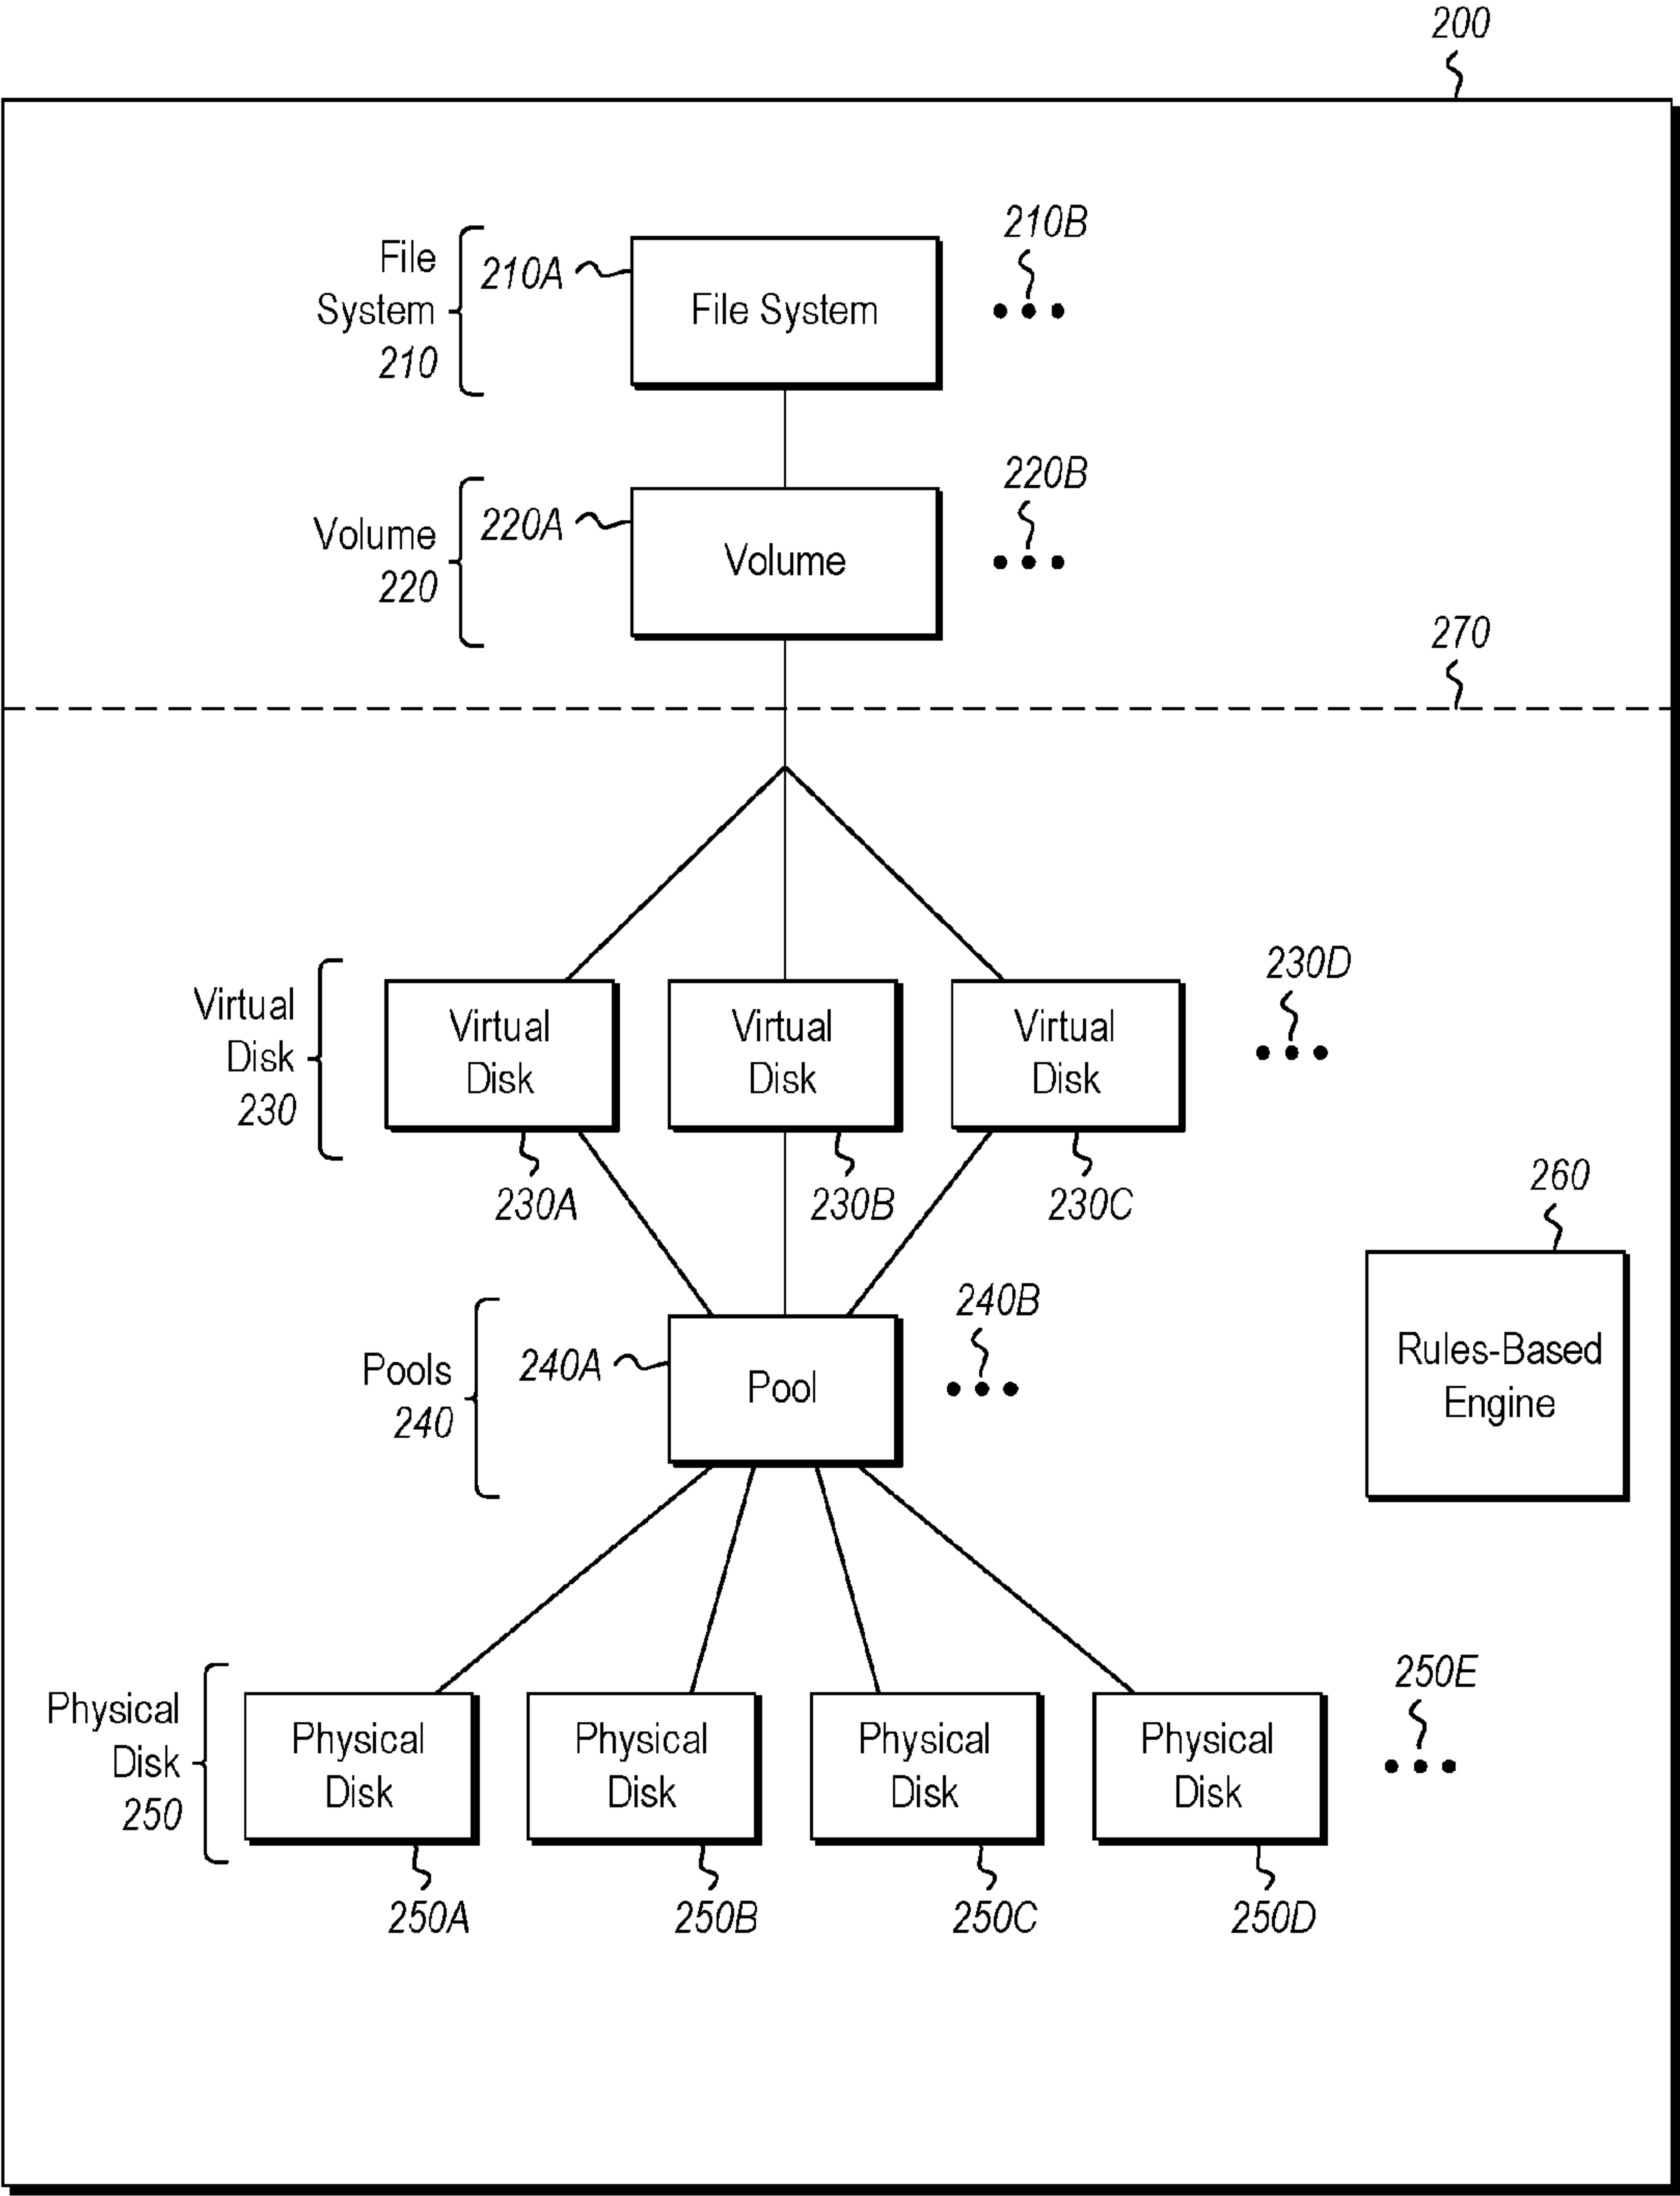 200
210B
File
System
210
210A
File System
220B
Volume
220
220A
Volume
270
230D
Virtual
Disk
230
Virtual
Disk
Virtual
Disk
Virtual
Disk
230A
230B
230C
260
240B
Pools
240
240A
Pool
Rules-Based
Engine
250E
Physical
Disk
250
Physical
Disk
Physical
Disk
Physical
Disk
Physical
Disk
250A
250B
250C
250D